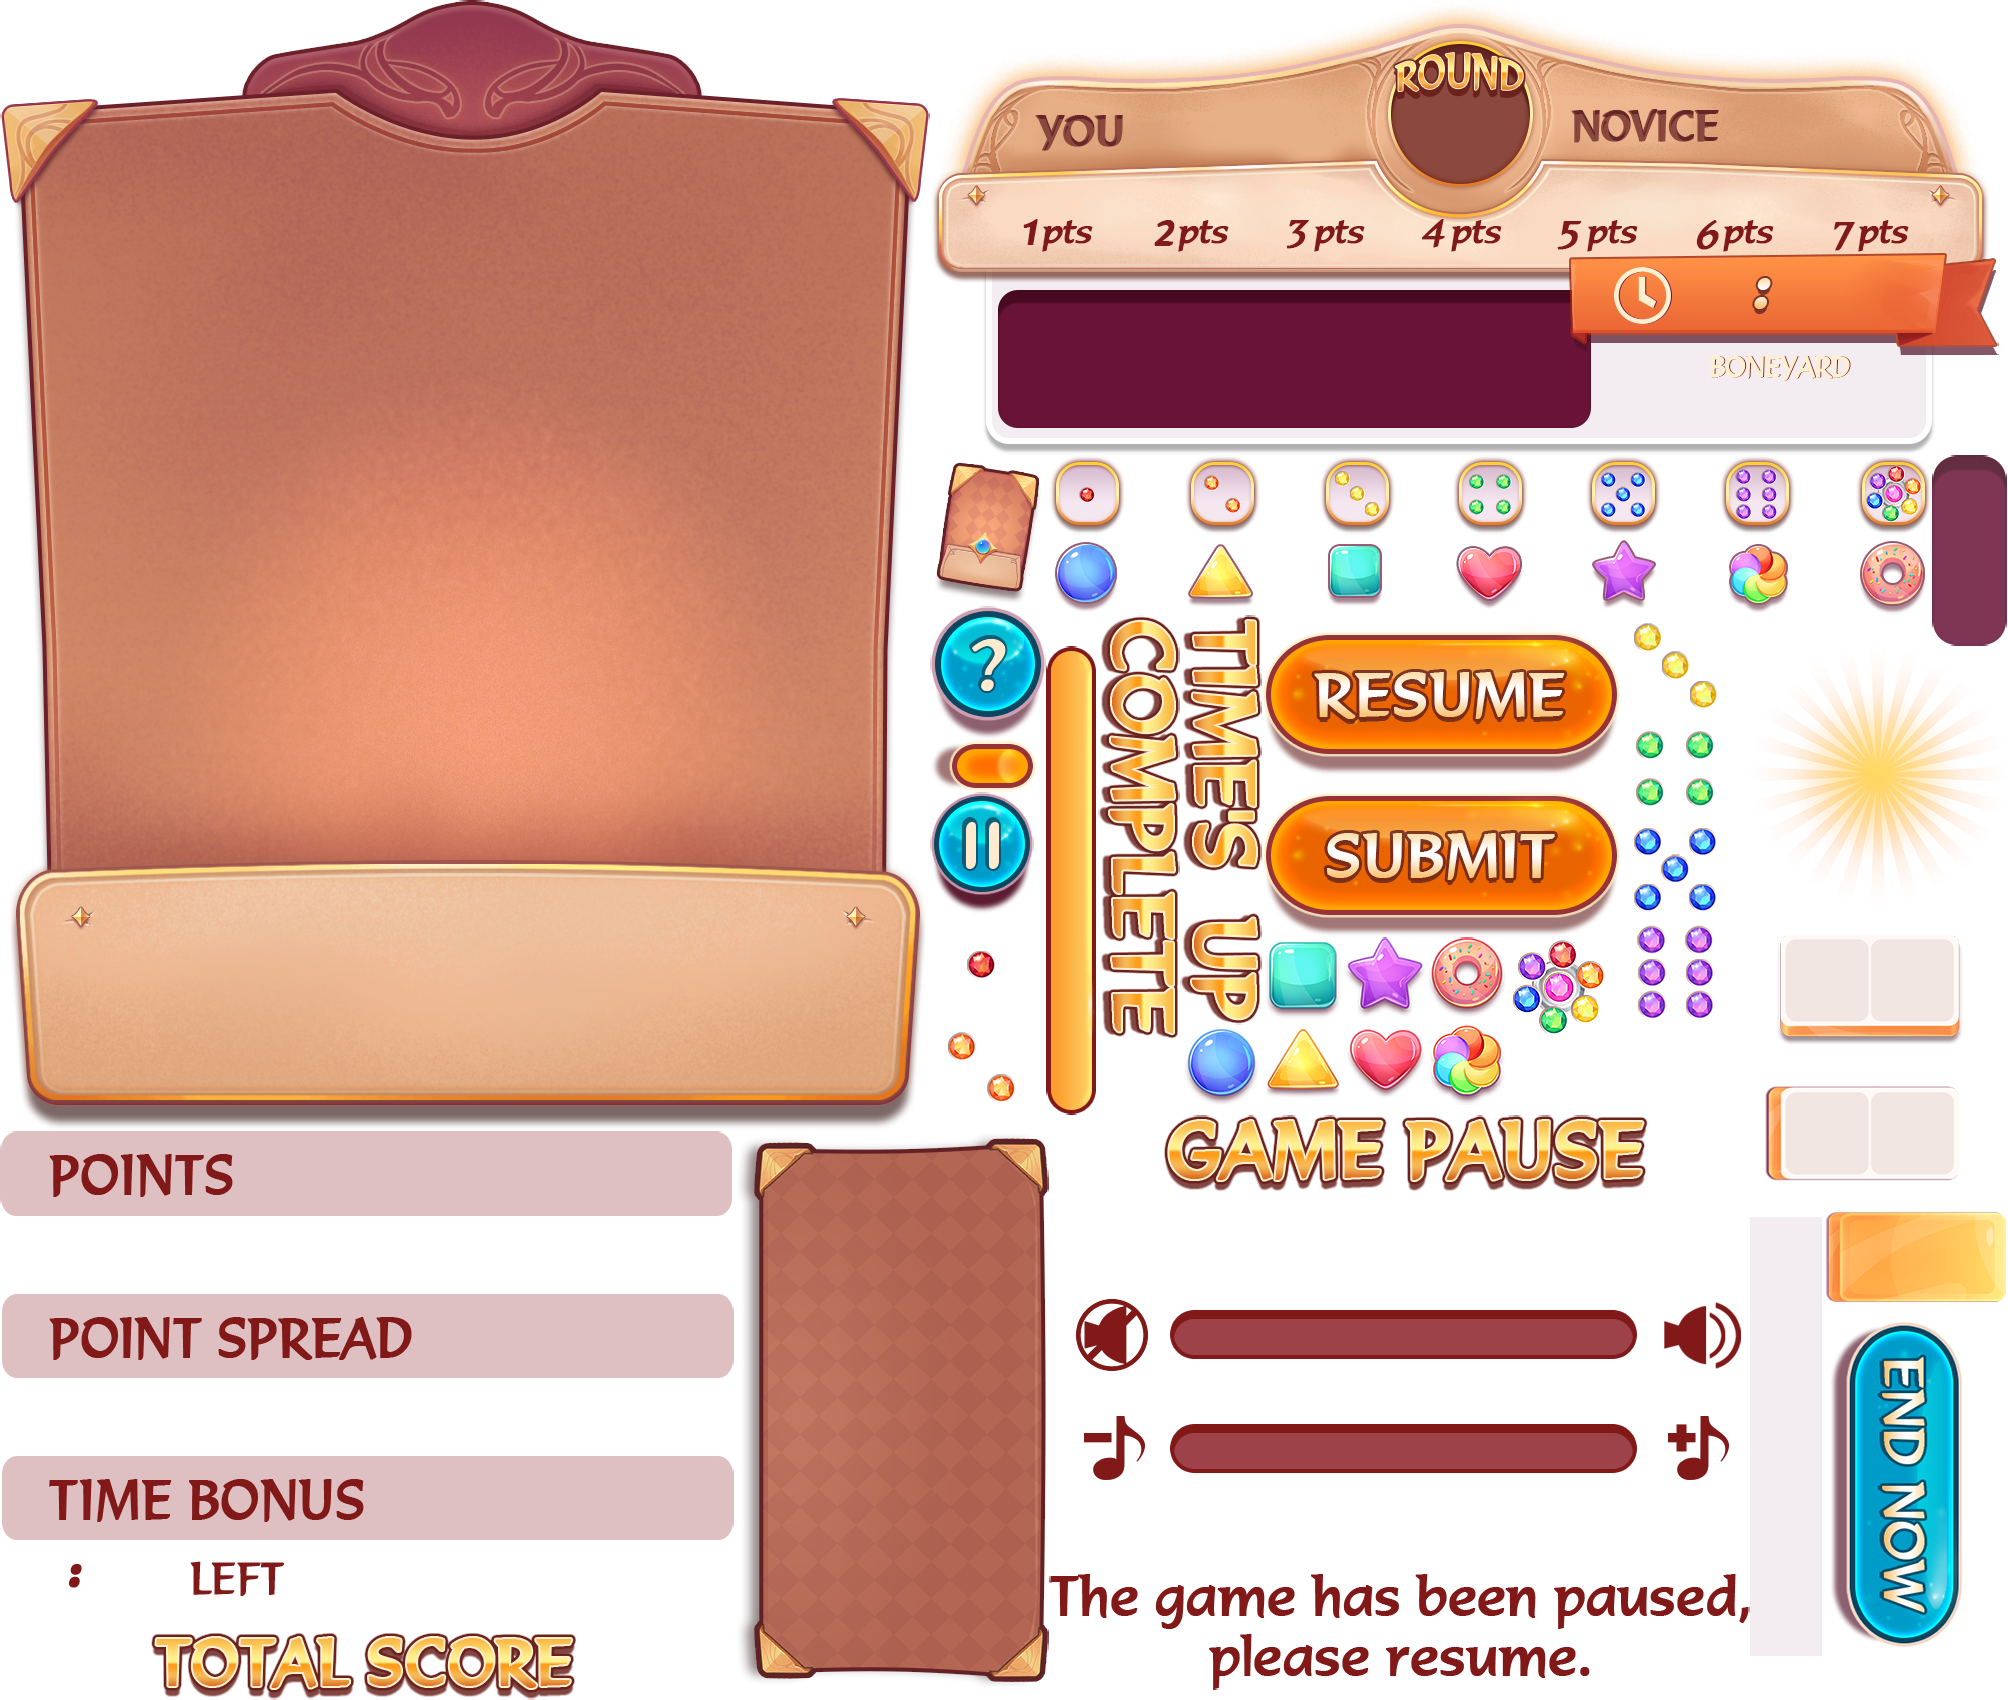 ROUND
YOU
NOVICE
1pts 2pts 3pts 4pts 5pts 6pts 7pts
:
BONEYARD
?
TIME'S UP
COMPLETE
RESUME
SUBMIT
GAME PAUSE
POINTS
POINT SPREAD
TIME BONUS
: LEFT
TOTAL SCORE
END NOW
The game has been paused,
please resume.